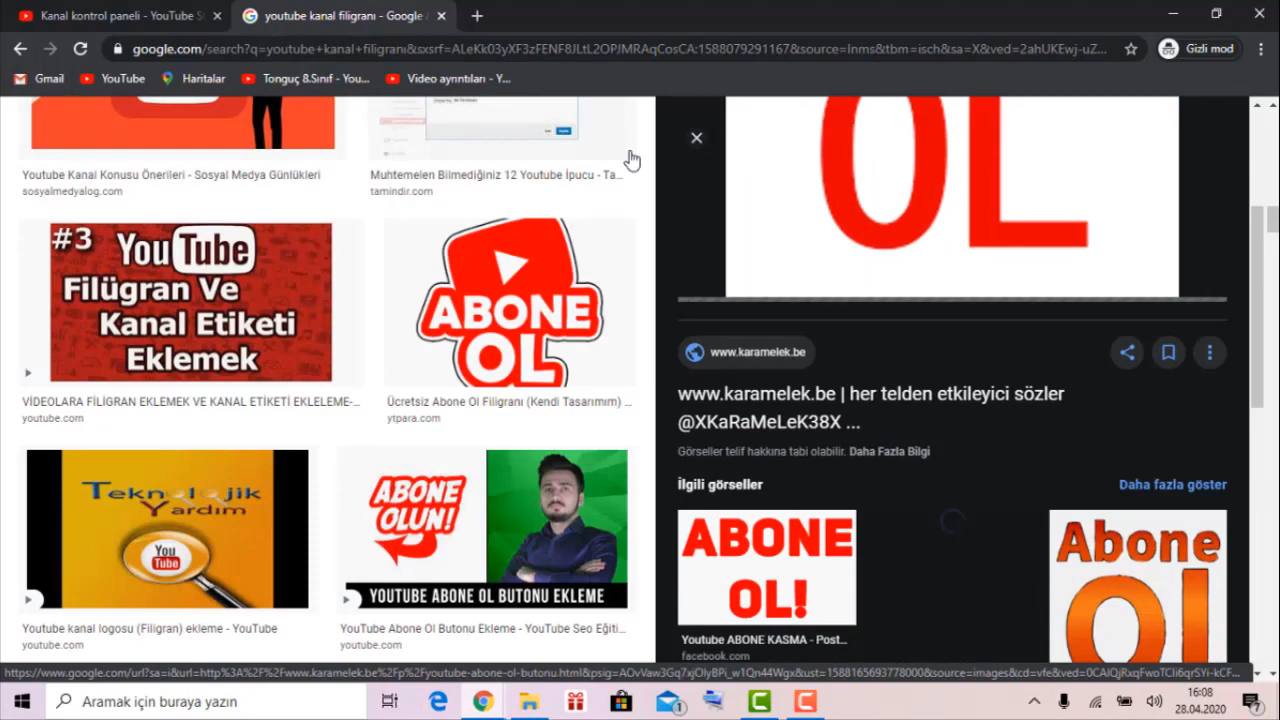 Kanal kontrol paneli - YouTube S
youtube kanal filigranı - Google A
google.com/search?q=youtube+kanal+filigranı&sxsrf=ALeKk03yXF3zFENF8JLtL2OPJMRAqCosCA:1588079291167&source=lnms&tbm=isch&sa=X&ved=2ahUKEwj-uZ...
Gizli mod
Gmail
YouTube
Haritalar
Tonguç 8.Sınıf - You...
Video ayrıntıları - Y...
OL
Youtube Kanal Konusu Önerileri - Sosyal Medya Günlükleri
sosyalmedyalog.com
Muhtemelen Bilmediğiniz 12 Youtube İpucu - Ta...
tamindir.com
#3 YouTube
Filügran Ve
Kanal Etiketi
Eklemek
ABONE
OL
VİDEOLARA FİLİGRAN EKLEMEK VE KANAL ETİKETİ EKLELEME-...
youtube.com
Ücretsiz Abone Ol Filigranı (Kendi Tasarımım) ...
ytpara.com
www.karamelek.be
www.karamelek.be | her telden etkileyici sözler
@XKaRaMeLeK38X ...
Görseller telif hakkına tabi olabilir. Daha Fazla Bilgi
İlgili görseller
Daha fazla göster
Teknolojik
Yardım
You
Tube
ABONE
OLUN!
YOUTUBE ABONE OL BUTONU EKLEME
Youtube kanal logosu (Filigran) ekleme - YouTube
youtube.com
YouTube Abone Ol Butonu Ekleme - YouTube Seo Eğiti...
youtube.com
ABONE
OL!
Youtube ABONE KASMA - Post...
facebook.com
Abone
Ol
https://www.google.com/url?sa=i&url=http%3A%2F%2Fwww.karamelek.be%2Fp%2Fyoutube-abone-ol-butonu.html&psig=AOvVaw3Gq7xjOlyBPi_w1Qn44Wgx&ust=1588165693778000&source=images&cd=vfe&ved=0CAIQjRxqFwoTCIi6qrSYi-kCF...
Aramak için buraya yazın
1
16:08
28.04.2020
7